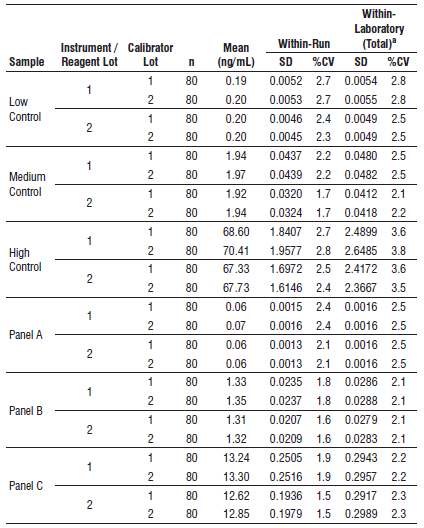 Within-
Laboratory
Instrument / Calibrator Mean Within-Run (Total)a
Sample Reagent Lot Lot n (ng/mL) SD %CV SD %CV
Low Control 1 1 80 0.19 0.0052 2.7 0.0054 2.8
2 80 0.20 0.0053 2.7 0.0055 2.8
2 1 80 0.20 0.0046 2.4 0.0049 2.5
2 80 0.20 0.0045 2.3 0.0049 2.5
Medium Control 1 1 80 1.94 0.0437 2.2 0.0480 2.5
2 80 1.97 0.0439 2.2 0.0482 2.5
2 1 80 1.92 0.0320 1.7 0.0412 2.1
2 80 1.94 0.0324 1.7 0.0418 2.2
High Control 1 1 80 68.60 1.8407 2.7 2.4899 3.6
2 80 70.41 1.9577 2.8 2.6485 3.8
2 1 80 67.33 1.6972 2.5 2.4172 3.6
2 80 67.73 1.6146 2.4 2.3667 3.5
Panel A 1 1 80 0.06 0.0015 2.4 0.0016 2.5
2 80 0.07 0.0016 2.4 0.0016 2.5
2 1 80 0.06 0.0013 2.1 0.0016 2.5
2 80 0.06 0.0013 2.1 0.0016 2.5
Panel B 1 1 80 1.33 0.0235 1.8 0.0286 2.1
2 80 1.35 0.0237 1.8 0.0288 2.1
2 1 80 1.31 0.0207 1.6 0.0279 2.1
2 80 1.32 0.0209 1.6 0.0283 2.1
Panel C 1 1 80 13.24 0.2505 1.9 0.2943 2.2
2 80 13.30 0.2516 1.9 0.2957 2.2
2 1 80 12.62 0.1936 1.5 0.2917 2.3
2 80 12.85 0.1979 1.5 0.2989 2.3